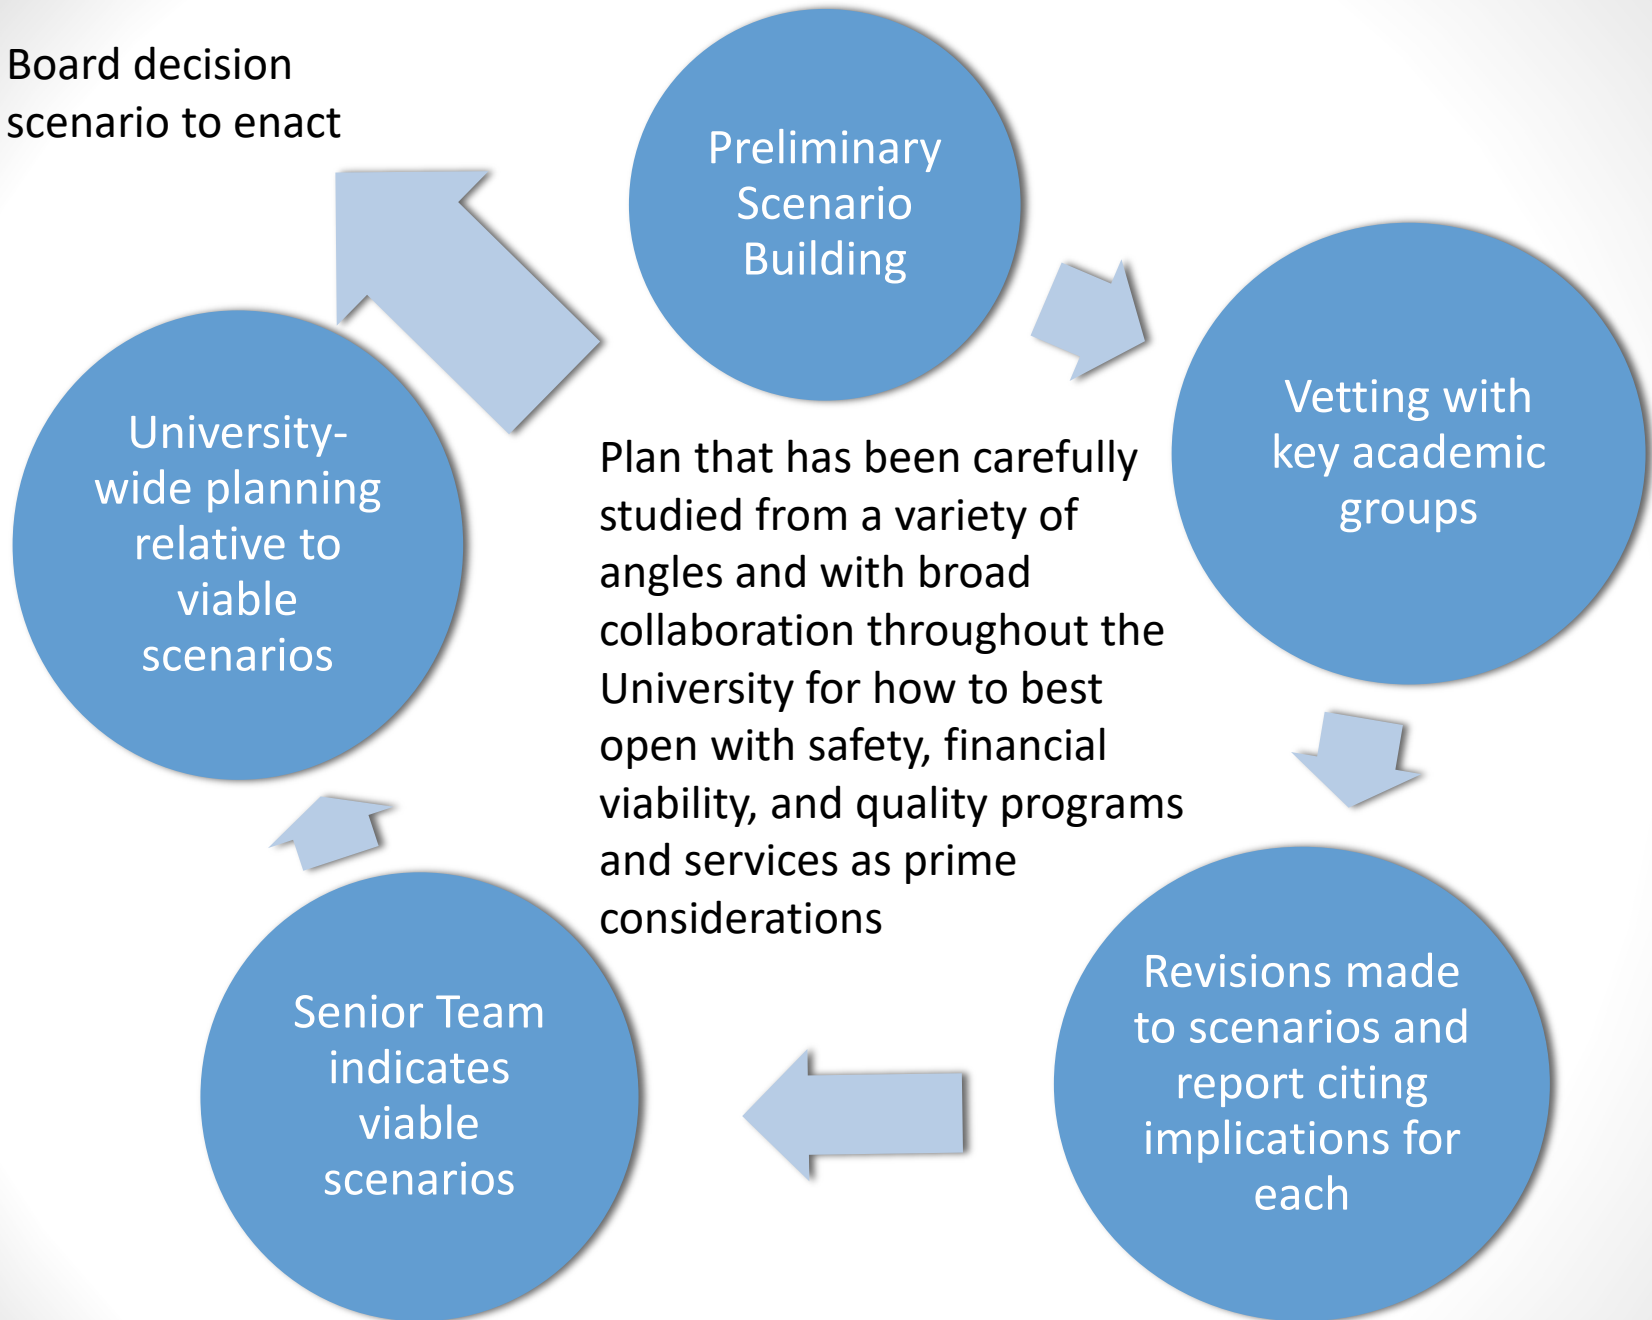 Board decision
scenario to enact
Preliminary
Scenario
Building
Vetting with
key academic
groups
Revisions made
to scenarios and
report citing
implications for
each
Senior Team
indicates
viable
scenarios
University-
wide planning
relative to
viable
scenarios
Plan that has been carefully
studied from a variety of
angles and with broad
collaboration throughout the
University for how to best
open with safety, financial
viability, and quality programs
and services as prime
considerations